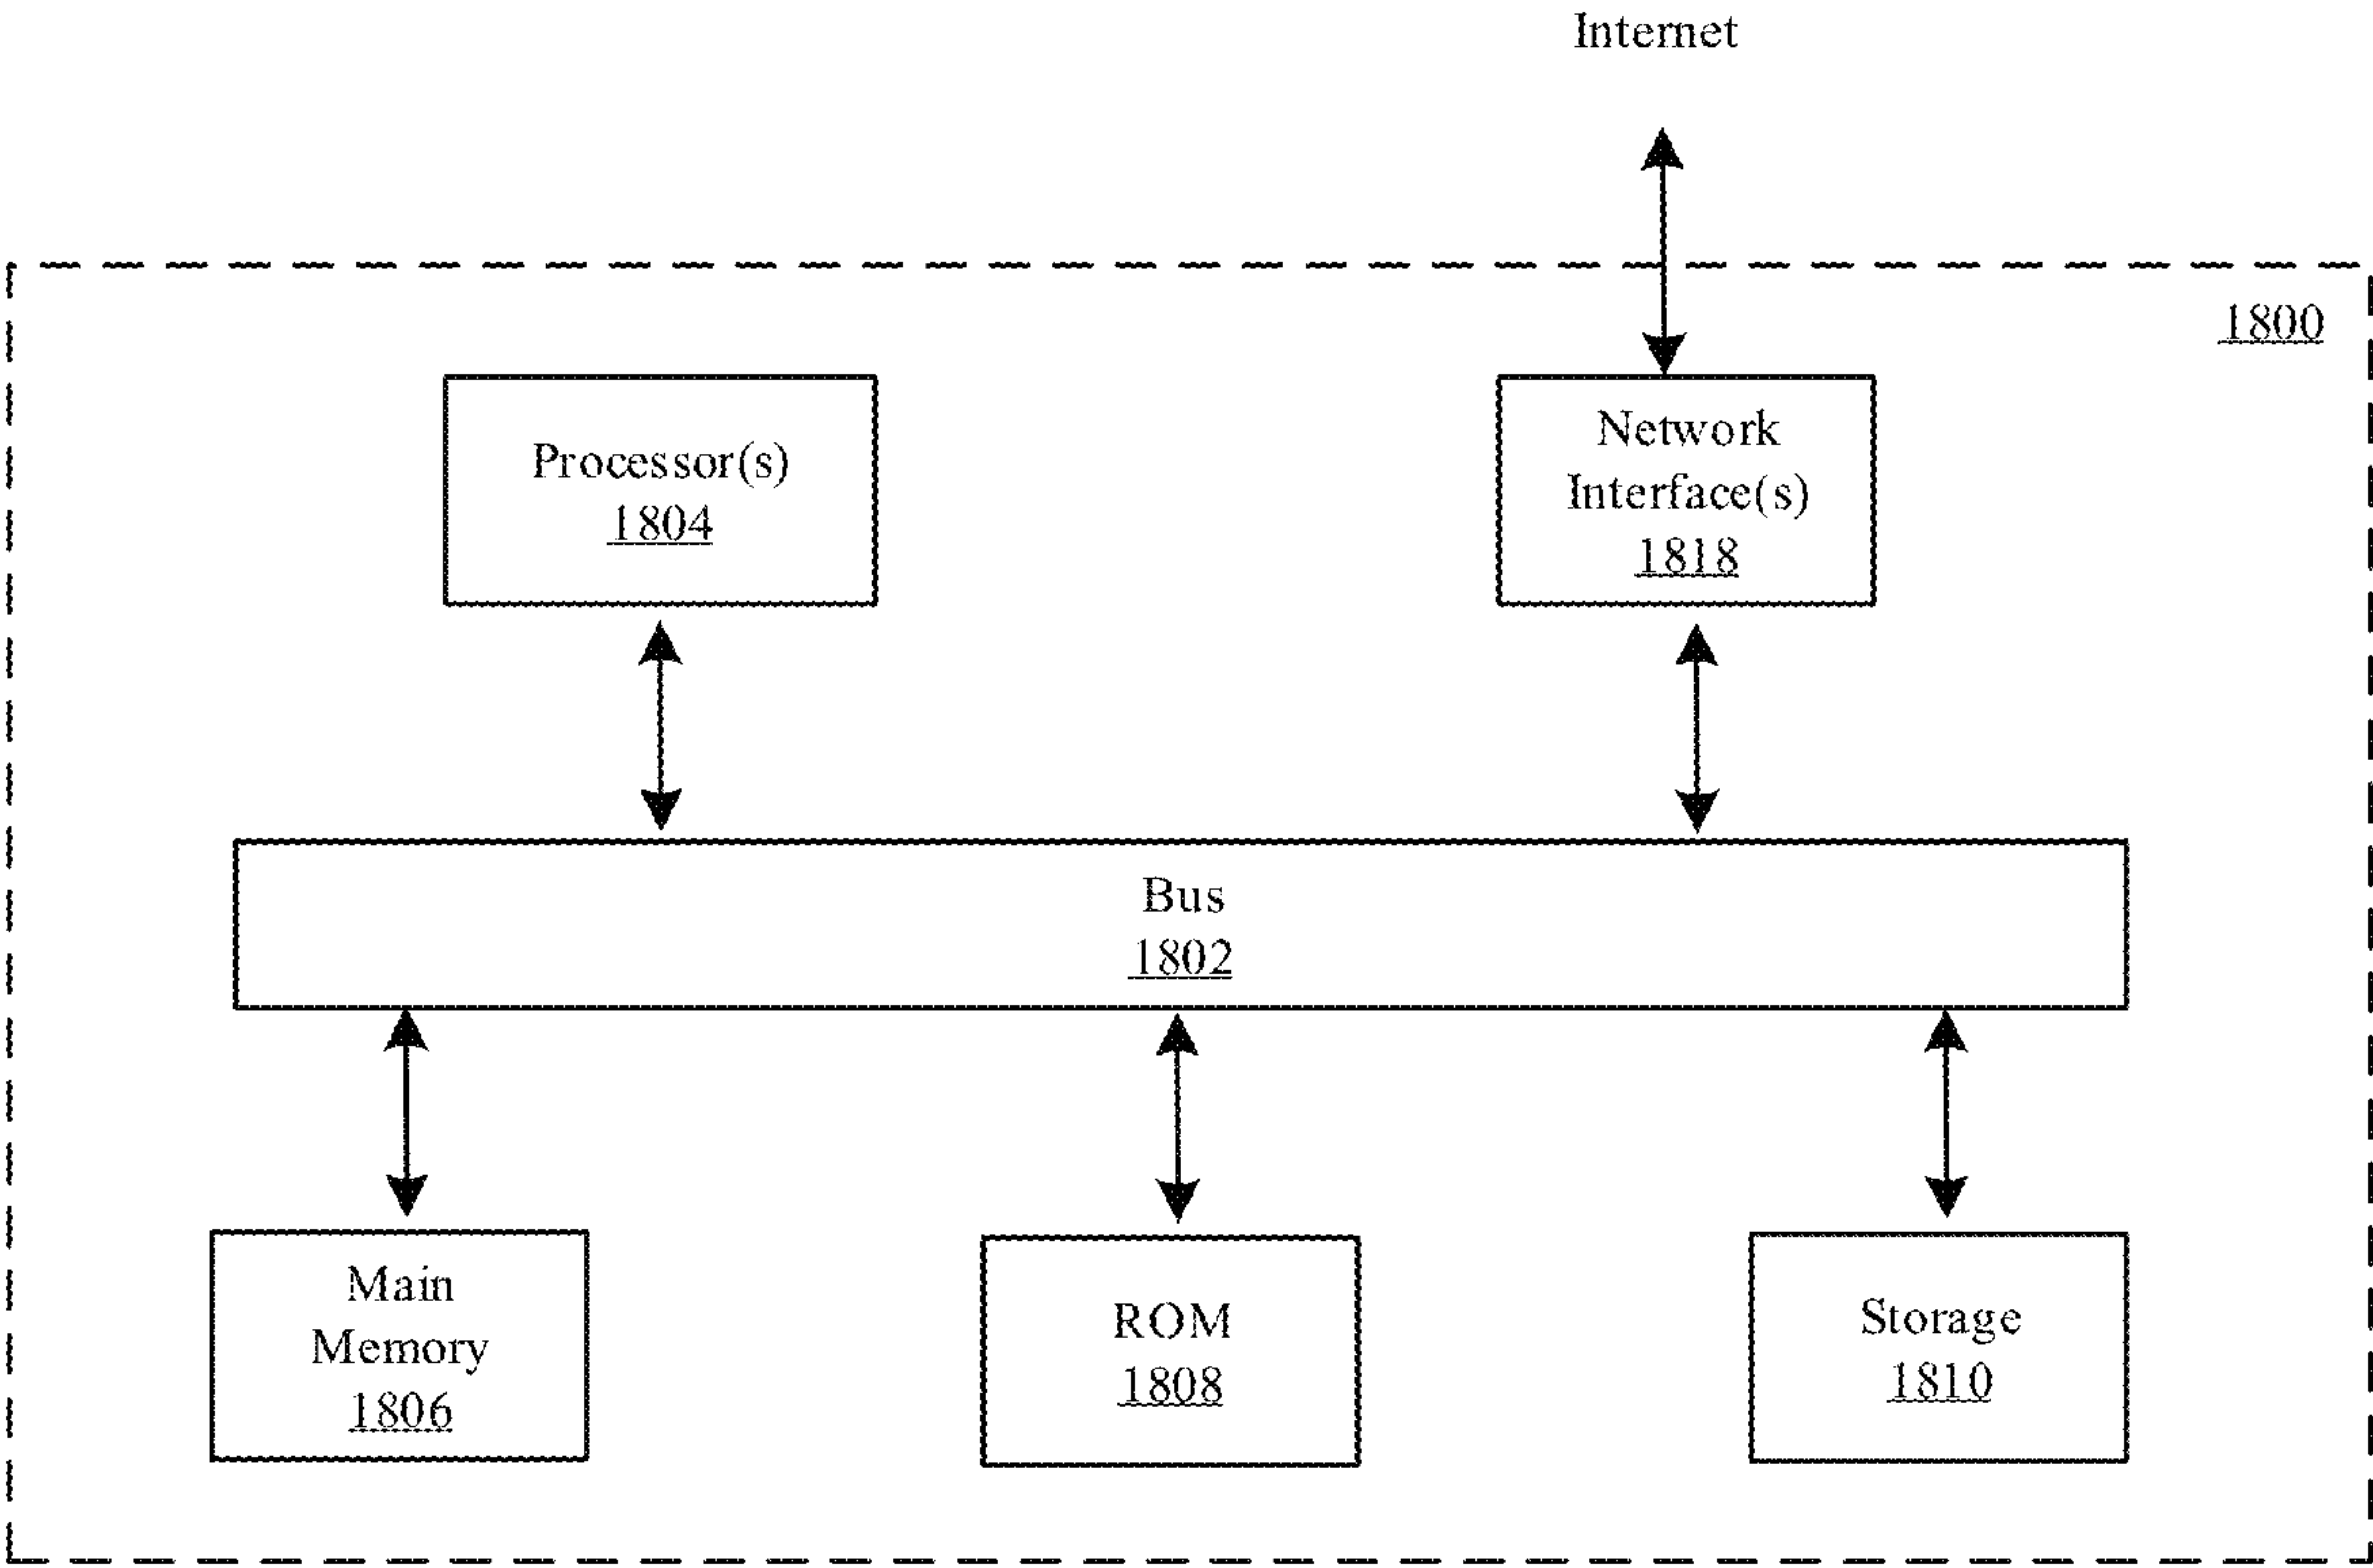 Internet
1800
Processor(s)
1804
Network
Interface(s)
1818
Bus
1802
Main
Memory
1806
ROM
1808
Storage
1810